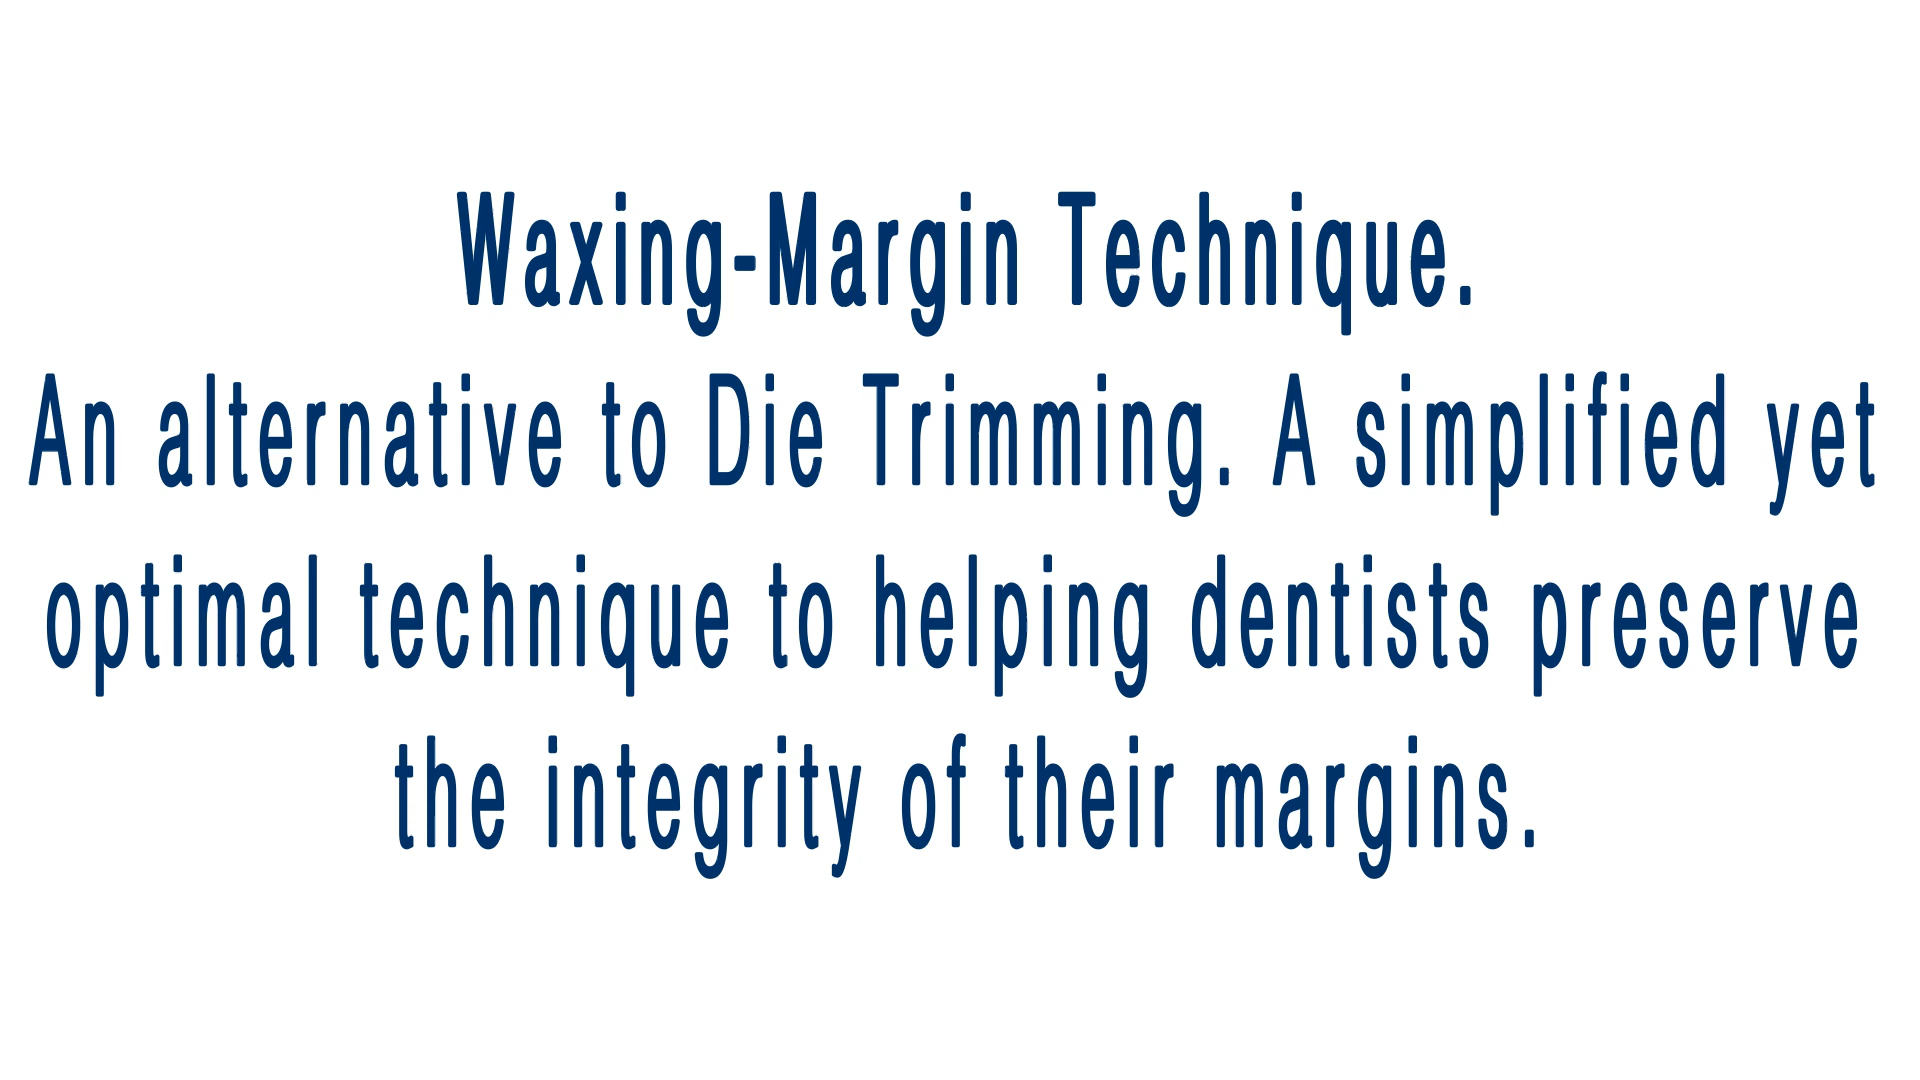 Waxing-Margin Technique.
An alternative to Die Trimming. A simplified yet
optimal technique to helping dentists preserve
the integrity of their margins.